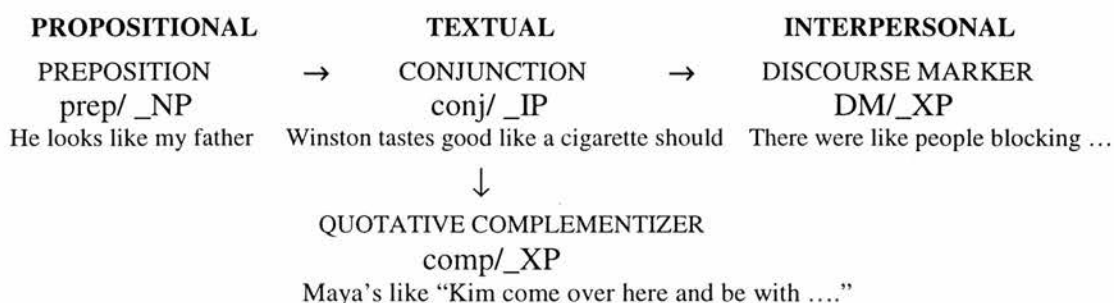 PROPOSITIONAL TEXTUAL INTERPERSONAL
PREPOSITION → CONJUNCTION → DISCOURSE MARKER
prep/ _NP conj/ _IP DM/_XP
He looks like my father Winston tastes good like a cigarette should There were like people blocking …
↓
QUOTATIVE COMPLEMENTIZER
comp/_XP
Maya's like “Kim come over here and be with ….”